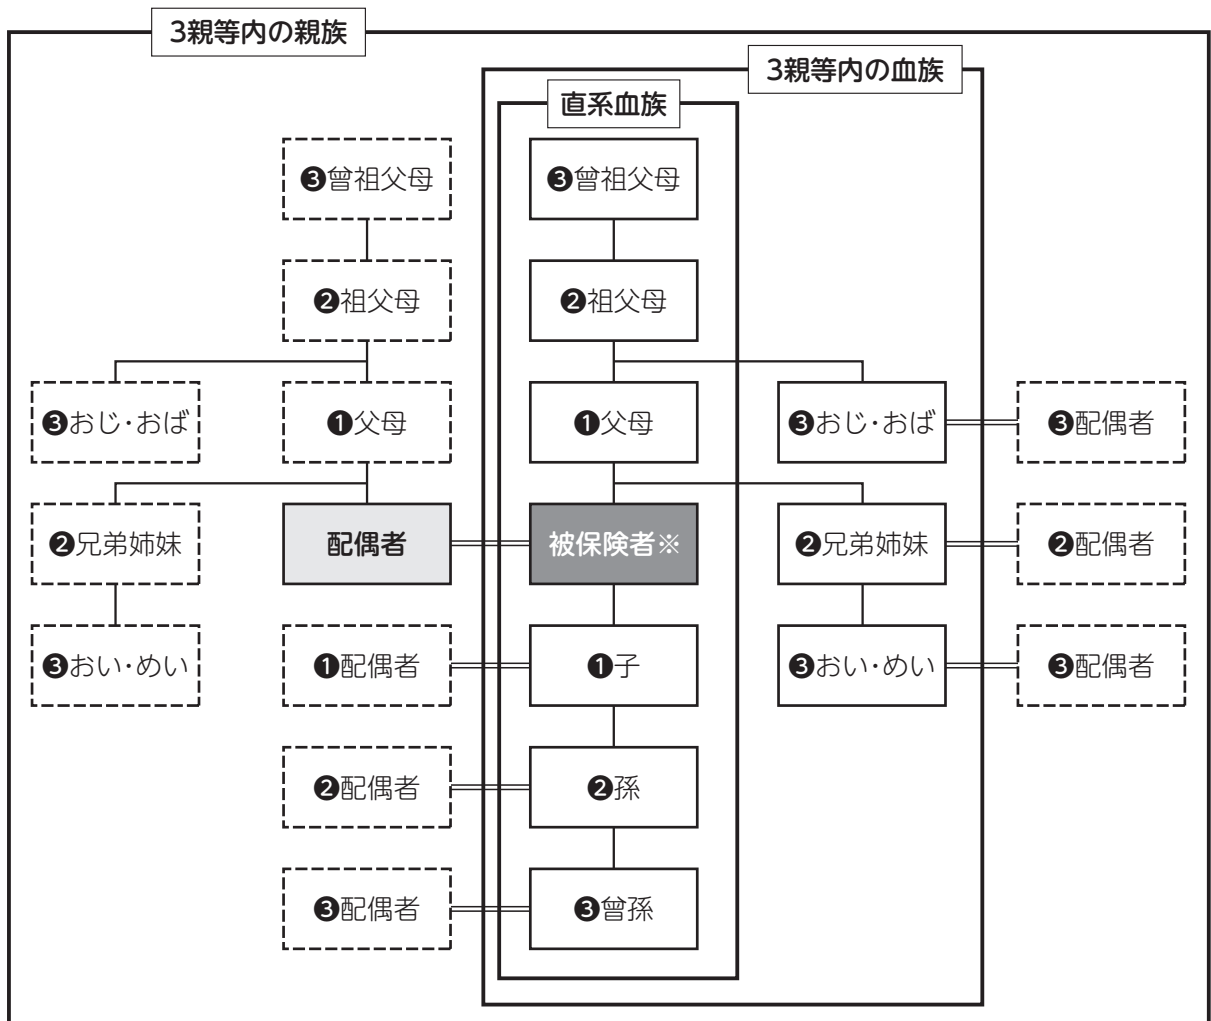 3親等内の親族
3親等内の血族
直系血族
❸曾祖父母
❸曾祖父母
❷祖父母
❷祖父母
❸おじ・おば
❶父母
❶父母
❸おじ・おば
❸配偶者
❷兄弟姉妹
配偶者
被保険者※
❷兄弟姉妹
❷配偶者
❸おい・めい
❶配偶者
❶子
❸おい・めい
❸配偶者
❷配偶者
❷孫
❸配偶者
❸曾孫